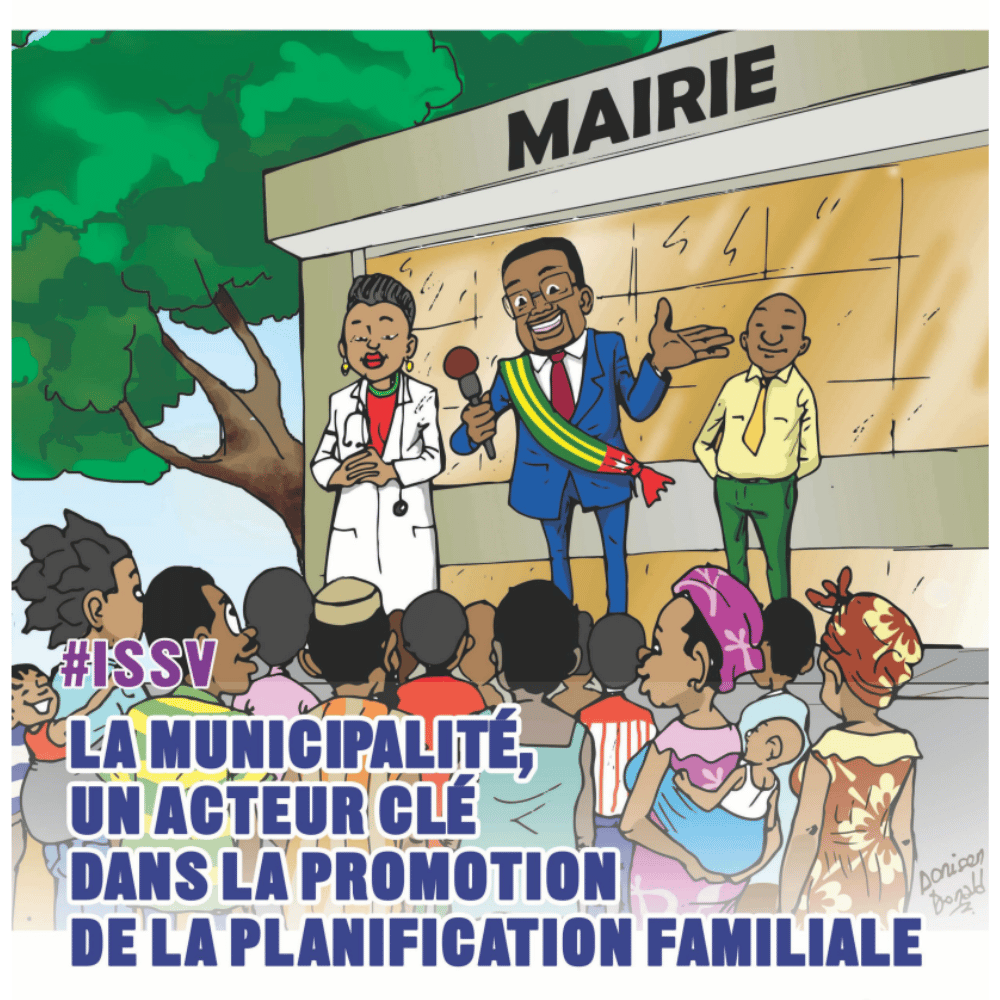 MAIRIE
#ISSV
LA MUNICIPALITÉ,
UN ACTEUR CLÉ
DANS LA PROMOTION
DE LA PLANIFICATION FAMILIALE
Donisen
Donald